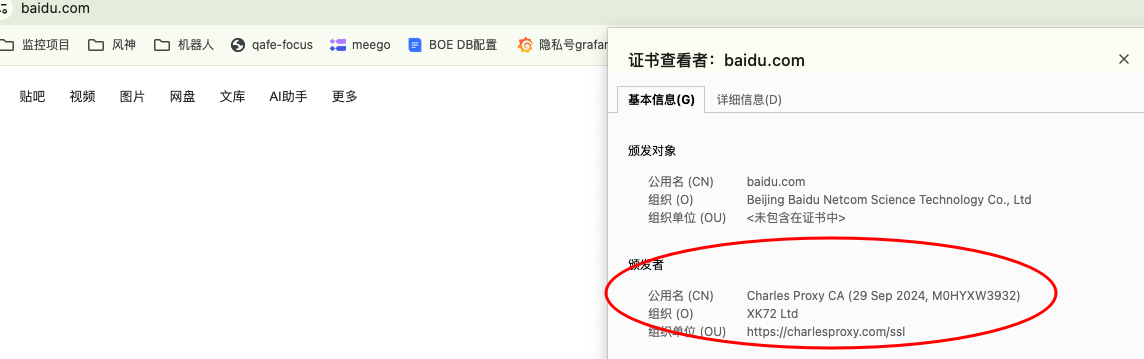 baidu.com
监控项目 风神 机器人 qafe-focus meego BOE DB配置 隐私号grafan
证书查看者：baidu.com ×
贴吧 视频 图片 网盘 文库 AI助手 更多
基本信息(G) 详细信息(D)
颁发对象
公用名 (CN) baidu.com
组织 (O) Beijing Baidu Netcom Science Technology Co., Ltd
组织单位 (OU) <未包含在证书中>
颁发者
公用名 (CN) Charles Proxy CA (29 Sep 2024, M0HYXW3932)
组织 (O) XK72 Ltd
组织单位 (OU) https://charlesproxy.com/ssl